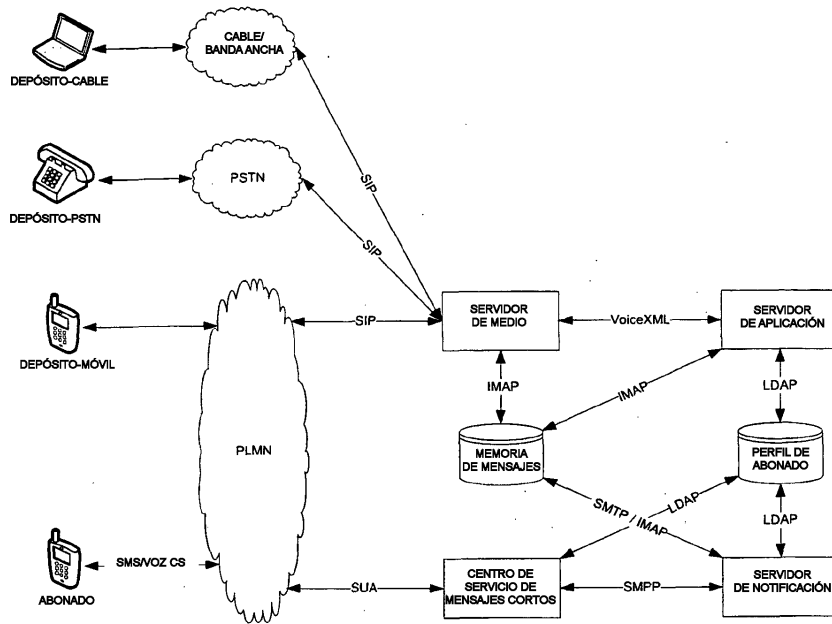 CABLE/
BANDA ANCHA
DEPÓSITO-CABLE
PSTN
DEPÓSITO-PSTN
SIP
SIP
DEPÓSITO-MÓVIL
SIP
SERVIDOR
DE MEDIO
VoiceXML
SERVIDOR
DE APLICACIÓN
IMAP
IMAP
LDAP
PLMN
MEMORIA
DE MENSAJES
PERFIL DE
ABONADO
SMTP / IMAP
LDAP
LDAP
ABONADO
SMS/VOZ CS
SUA
CENTRO DE
SERVICIO DE
MENSAJES CORTOS
SMPP
SERVIDOR
DE NOTIFICACIÓN